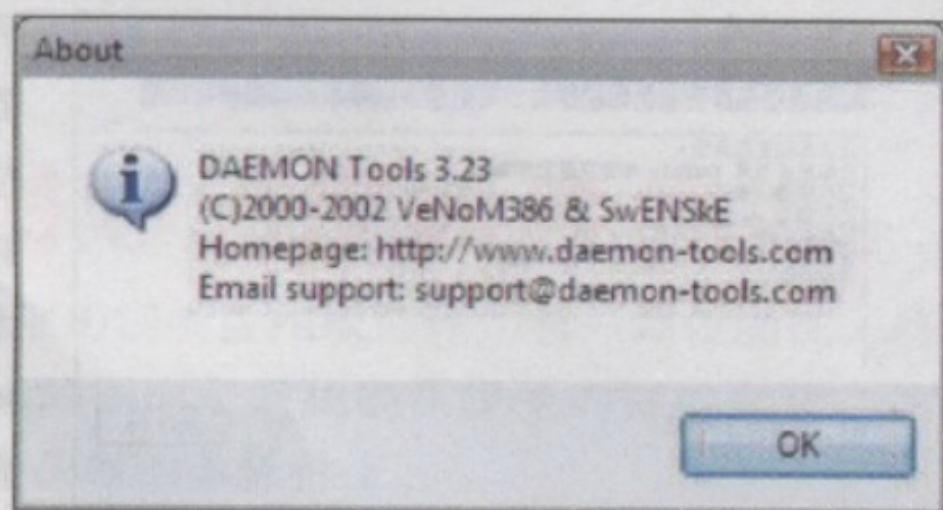 About
DAEMON Tools 3.23
(C)2000-2002 VeNoM386 & SwENSkE
Homepage: http://www.daemon-tools.com
Email support: support@daemon-tools.com
OK